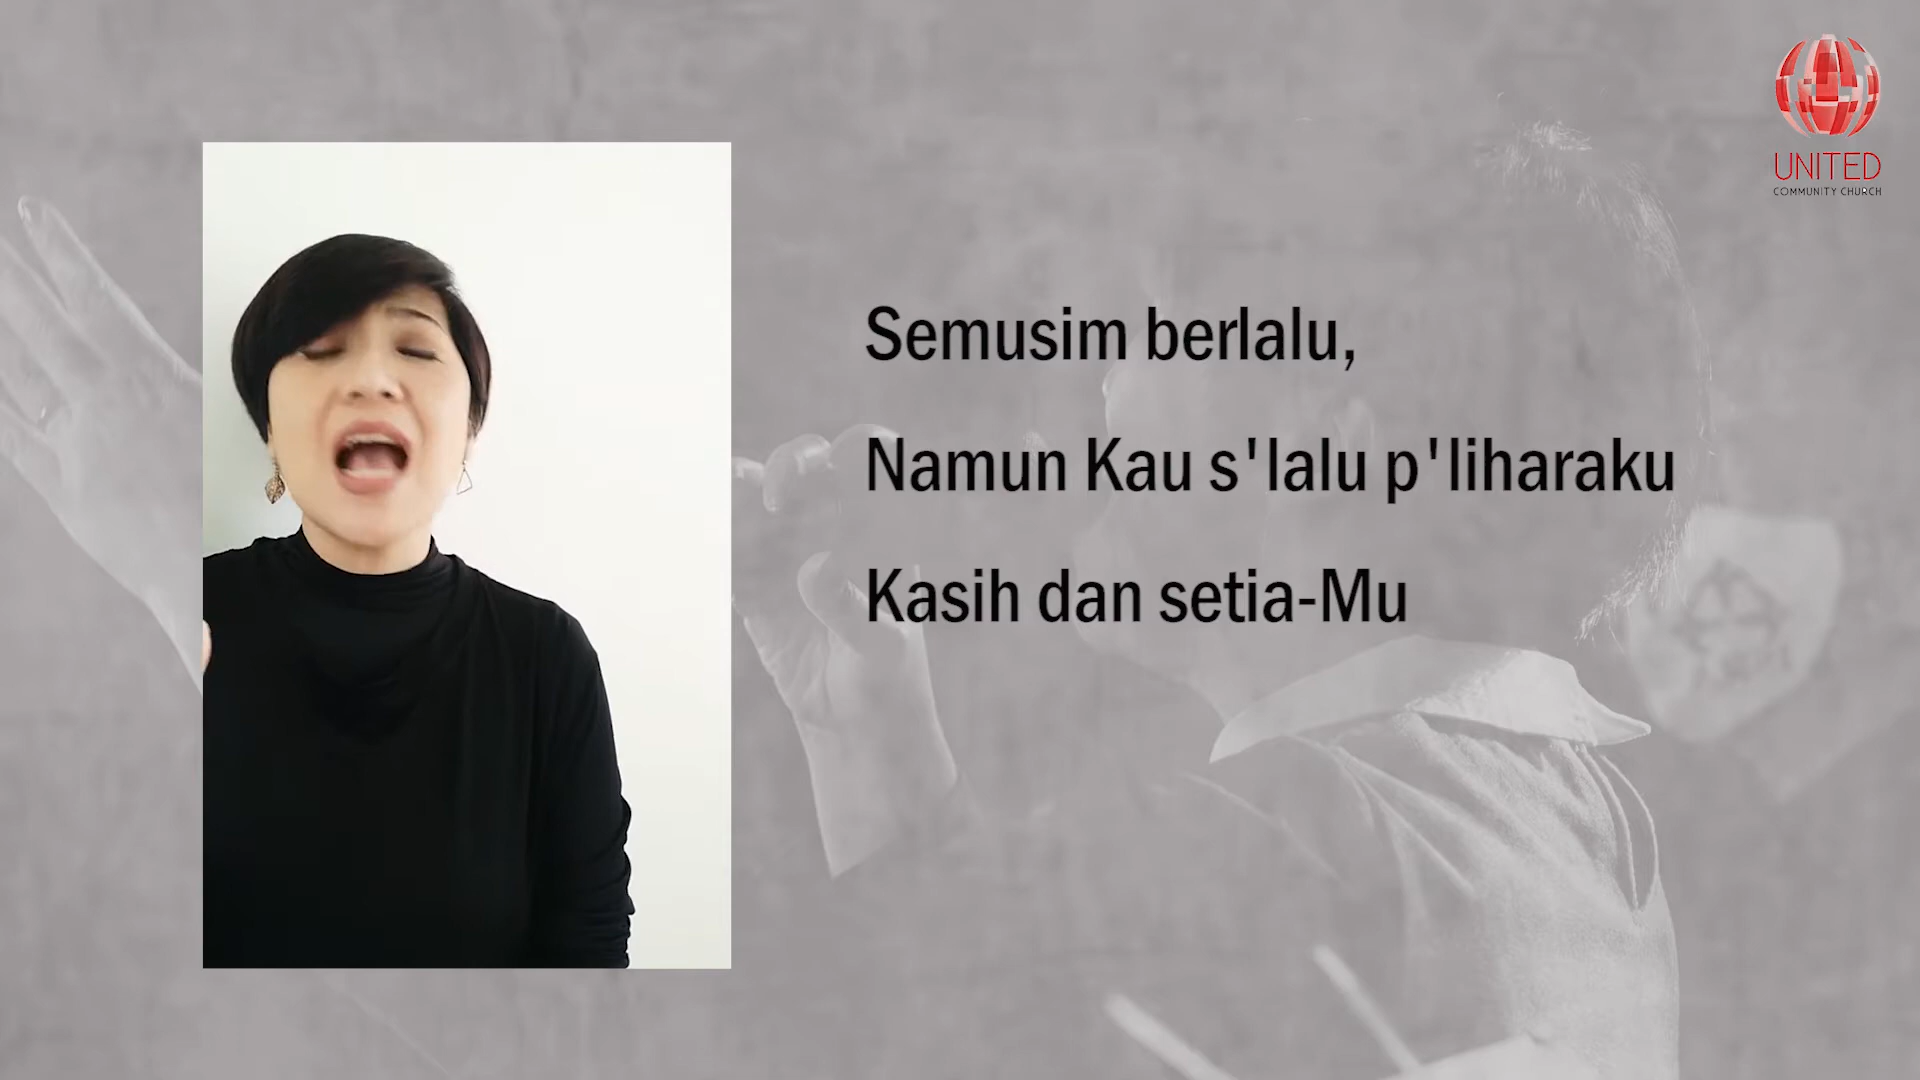 UNITED
COMMUNITY CHURCH
Semusim berlalu,
Namun Kau s'lalu p'liharaku
Kasih dan setia-Mu